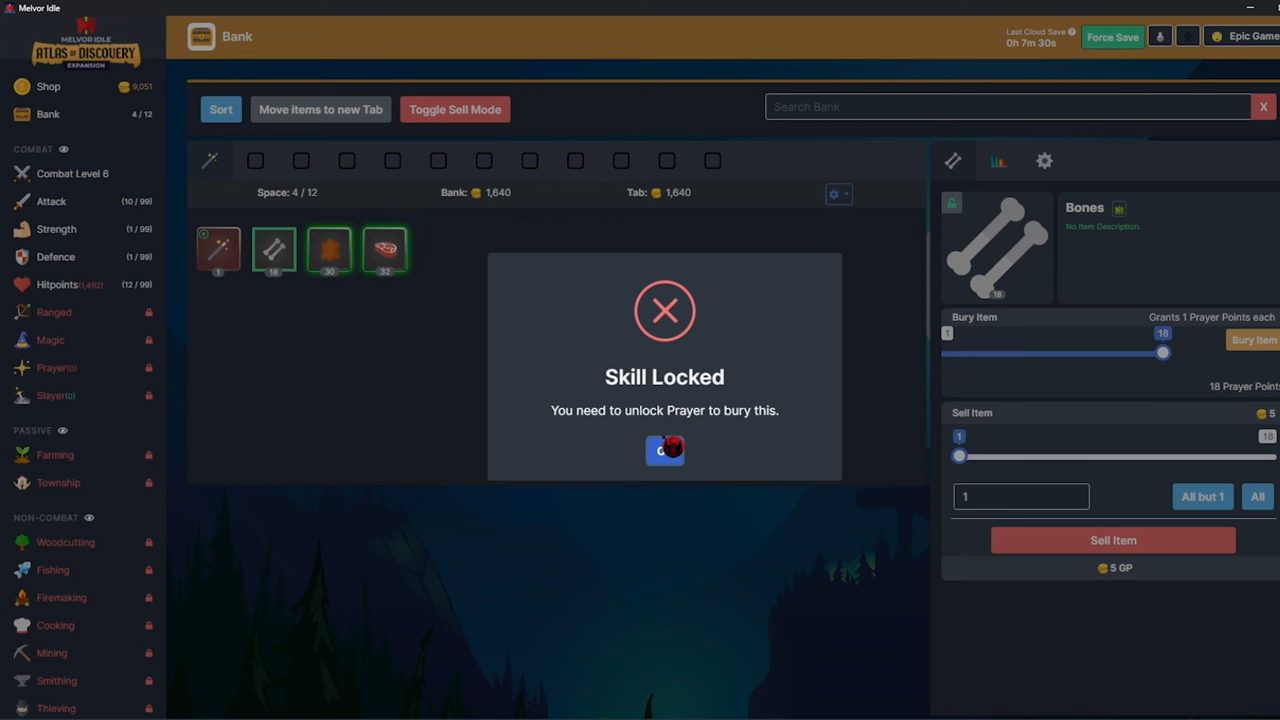 Melvor Idle
MELVOR IDLE
ATLAS OF DISCOVERY
EXPANSION
Bank
Last Cloud Save ?
0h 7m 30s
Force Save
Epic Game
Shop 9,051
Bank 4 / 12
COMBAT
Combat Level 6
Attack (10 / 99)
Strength (1 / 99)
Defence (1 / 99)
Hitpoints(1,492) (12 / 99)
Ranged
Magic
Prayer(0)
Slayer(0)
PASSIVE
Farming
Township
NON-COMBAT
Woodcutting
Fishing
Firemaking
Cooking
Mining
Smithing
Thieving
Sort
Move items to new Tab
Toggle Sell Mode
Search Bank
X
Space: 4 / 12
Bank: 1,640
Tab: 1,640
1
18
30
32
Skill Locked
You need to unlock Prayer to bury this.
Bones
No Item Description.
18
Bury Item
Grants 1 Prayer Points each
1
18
Bury Item
18 Prayer Points
Sell Item
5
1
18
1
All but 1
All
Sell Item
5 GP